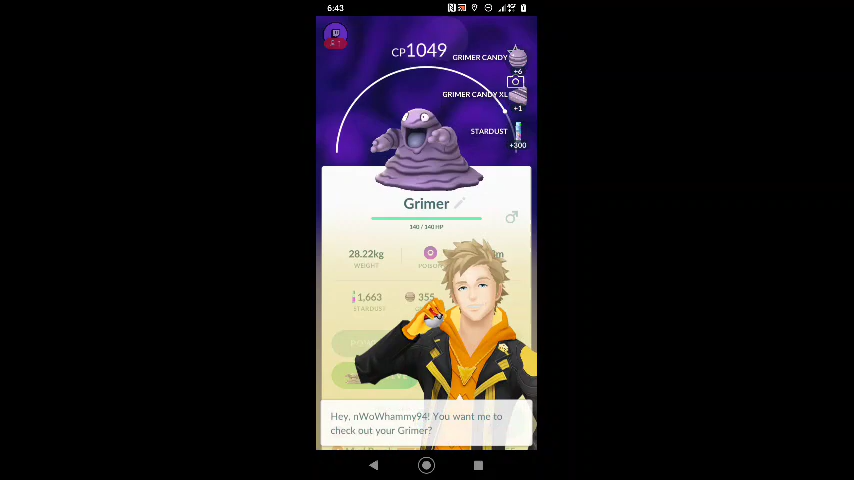 6:43
CP1049
GRIMER CANDY
+6
GRIMER CANDY XL
+1
STARDUST
+300
Grimer
140 / 140 HP
28.22kg
WEIGHT
POISON
1,663
355
STARDUST
Hey, nWoWhammy94! You want me to
check out your Grimer?